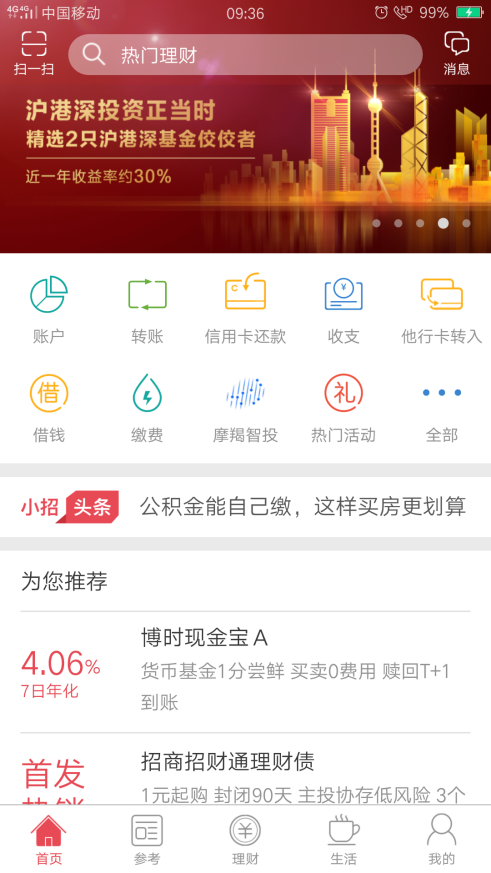 4G 4G 中国移动 09:36 HD 99%
扫一扫 热门理财 消息
沪港深投资正当时
精选2只沪港深基金佼佼者
近一年收益率约30%
账户 转账 信用卡还款 收支 他行卡转入
借 礼
借钱 缴费 摩羯智投 热门活动 全部
小招 头条 公积金能自己缴，这样买房更划算
为您推荐
博时现金宝A
4.06%
货币基金1分尝鲜 买卖0费用 赎回T+1
7日年化
到账
招商招财通理财债
首发
1元起购 封闭90天 主投协存低风险 3个
热销
首页 参考 理财 生活 我的